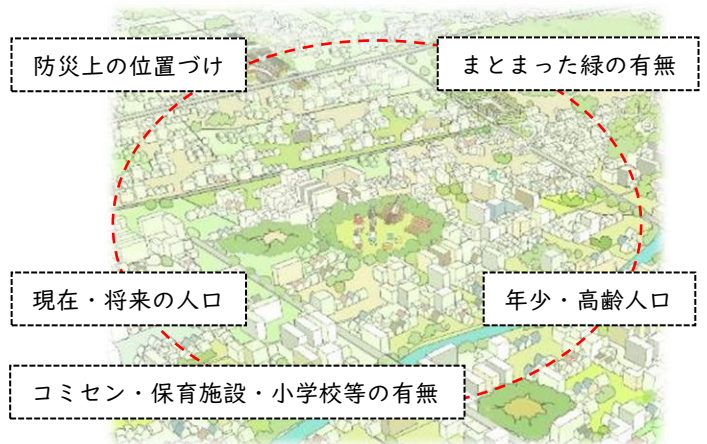 防災上の位置づけ
まとまった緑の有無
現在・将来の人口
年少・高齢人口
コミセン・保育施設・小学校等の有無